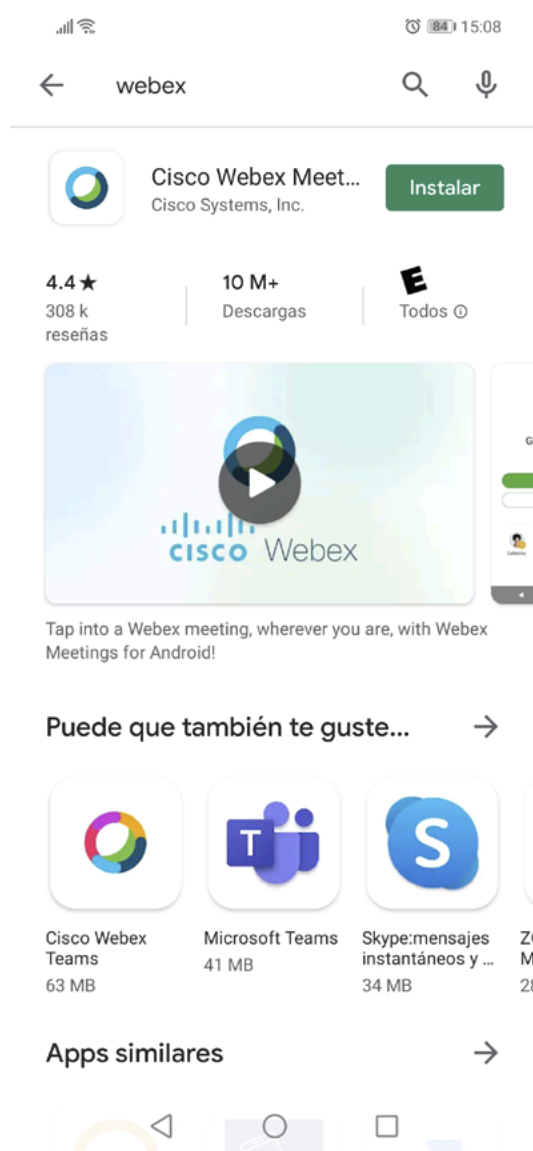 84 15:08
webex
Cisco Webex Meet...
Instalar
Cisco Systems, Inc.
4.4★
10 M+
E
308 k
reseñas
Descargas
Todos
G
CISCO Webex
Tap into a Webex meeting, wherever you are, with Webex
Meetings for Android!
Puede que también te guste...
T
S
Cisco Webex
Teams
63 MB
Microsoft Teams
41 MB
Skype:mensajes
instantáneos y ...
34 MB
Apps similares